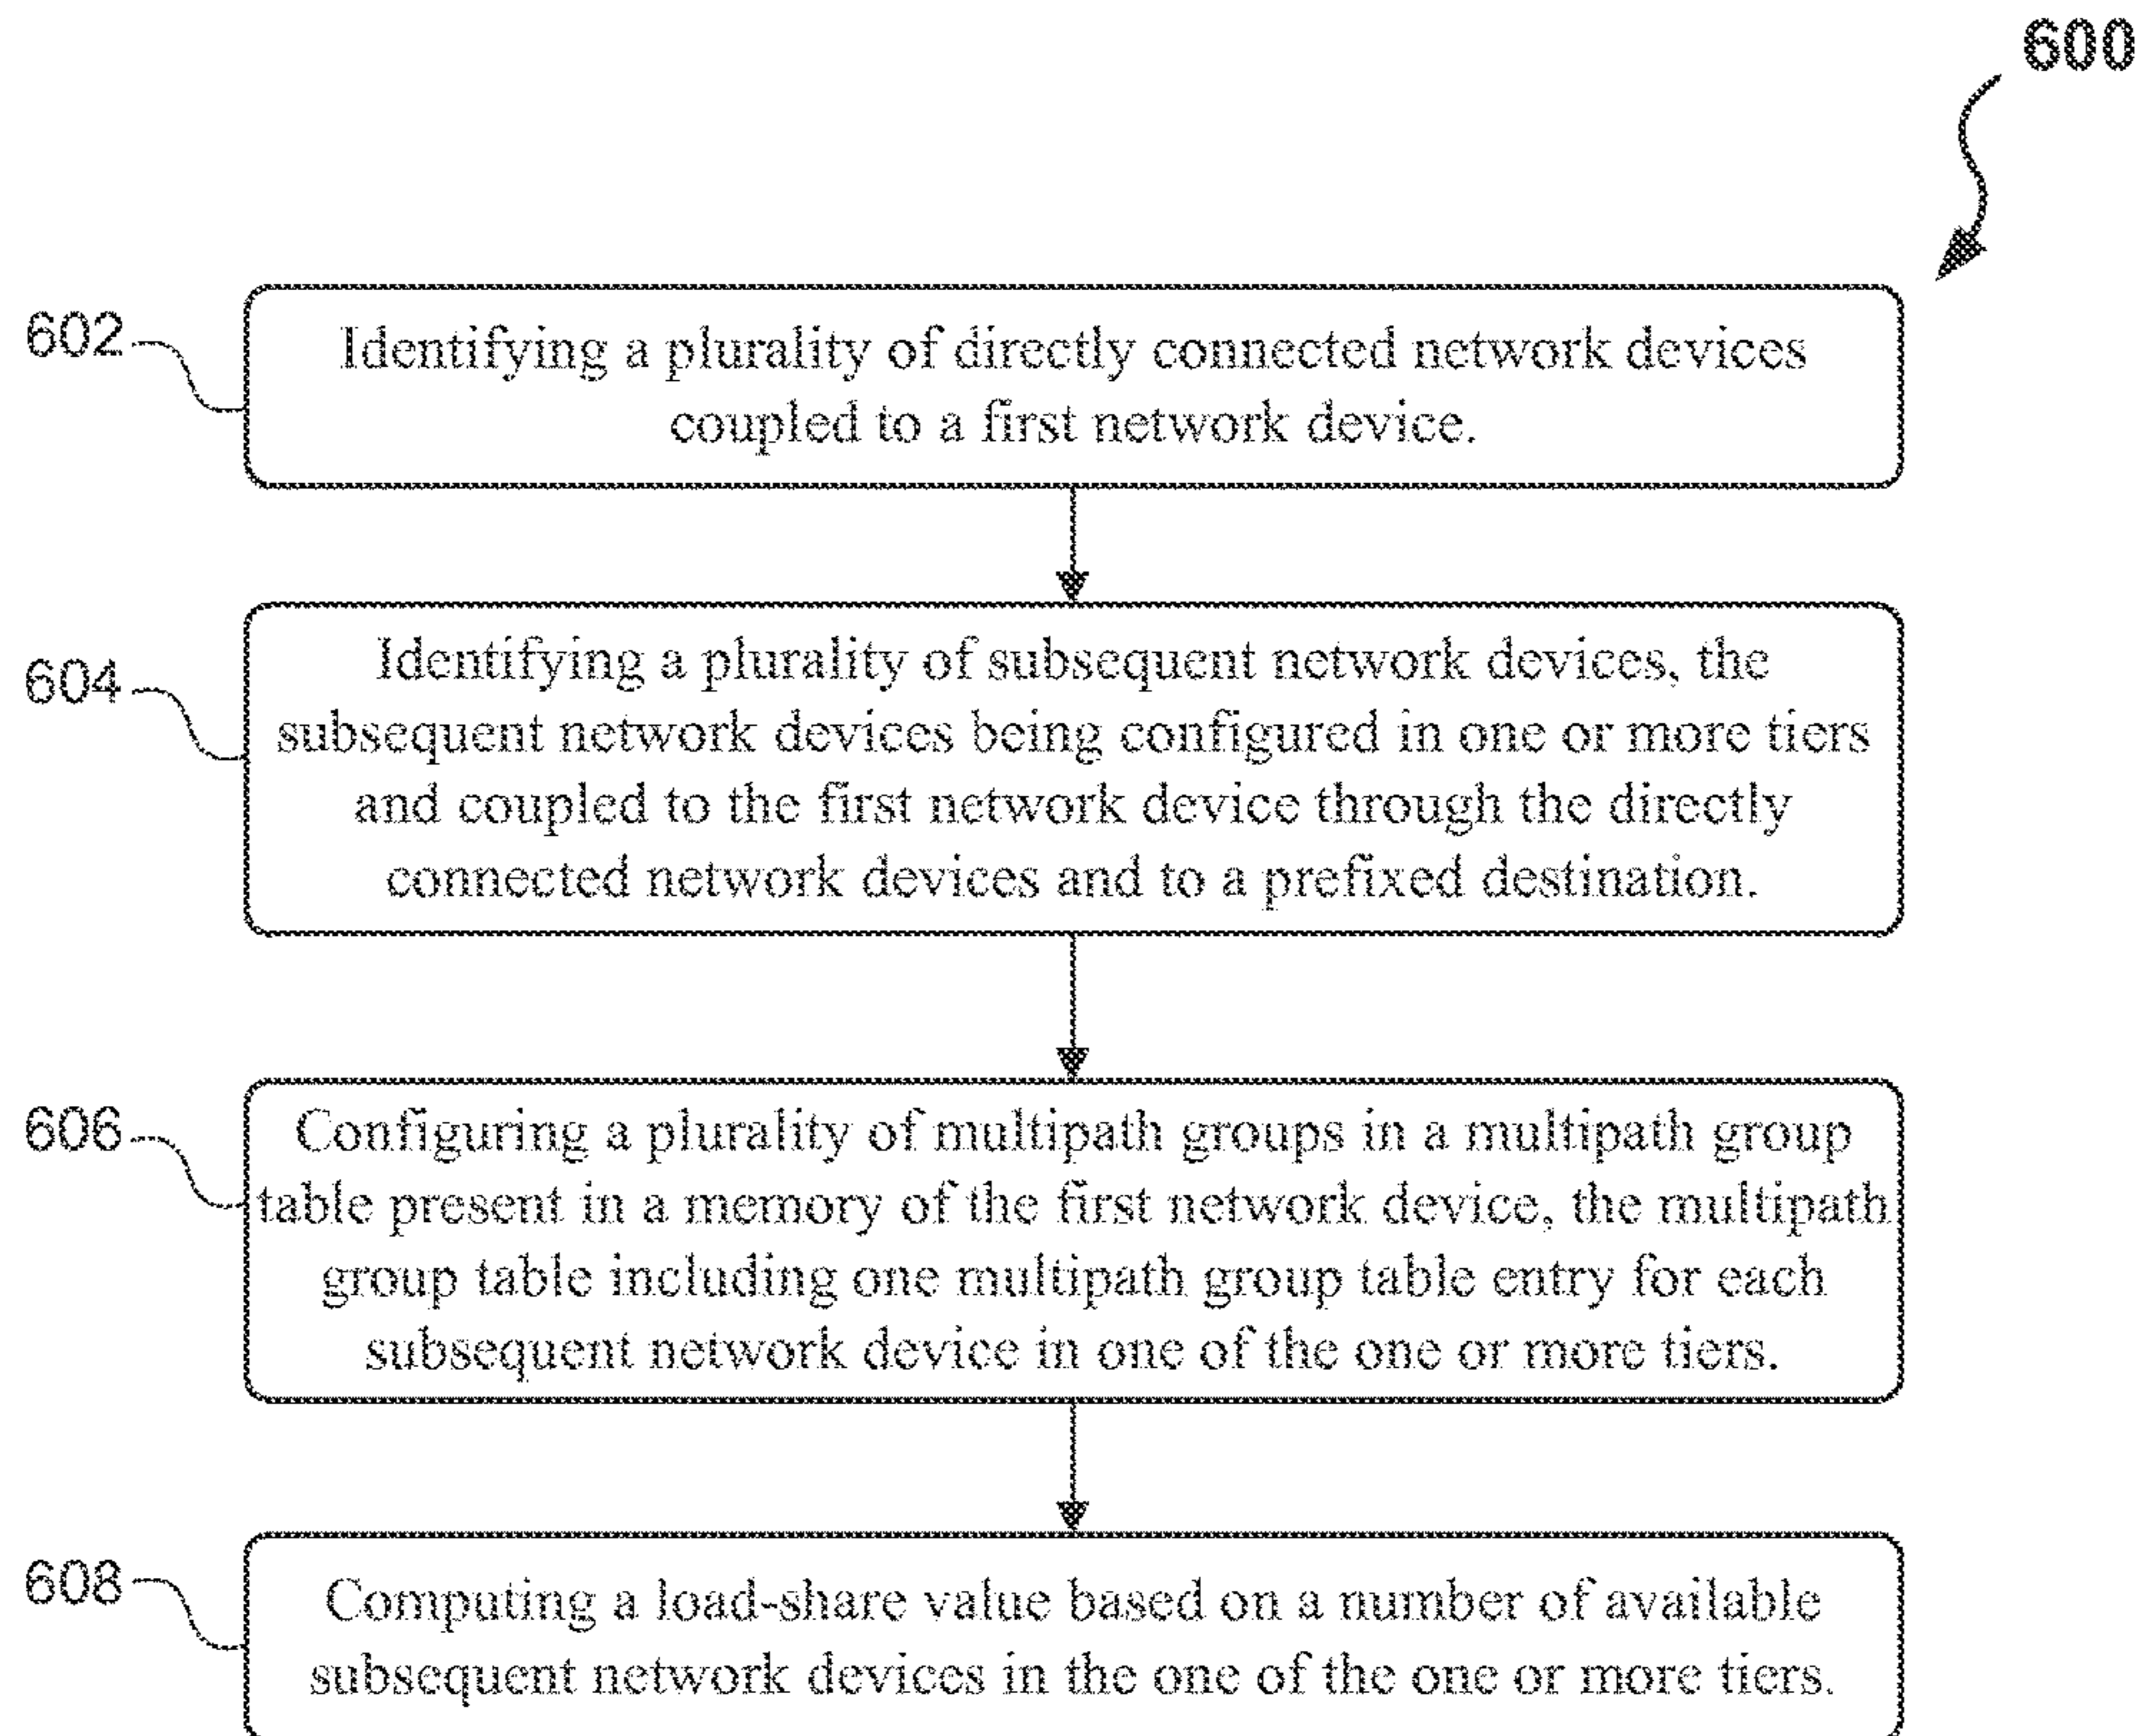 600
602
Identifying a plurality of directly connected network devices
coupled to a first network device.
604
Identifying a plurality of subsequent network devices, the
subsequent network devices being configured in one or more tiers
and coupled to the first network device through the directly
connected network devices and to a prefixed destination.
606
Configuring a plurality of multipath groups in a multipath group
table present in a memory of the first network device, the multipath
group table including one multipath group table entry for each
subsequent network device in one of the one or more tiers.
608
Computing a load-share value based on a number of available
subsequent network devices in the one of the one or more tiers.